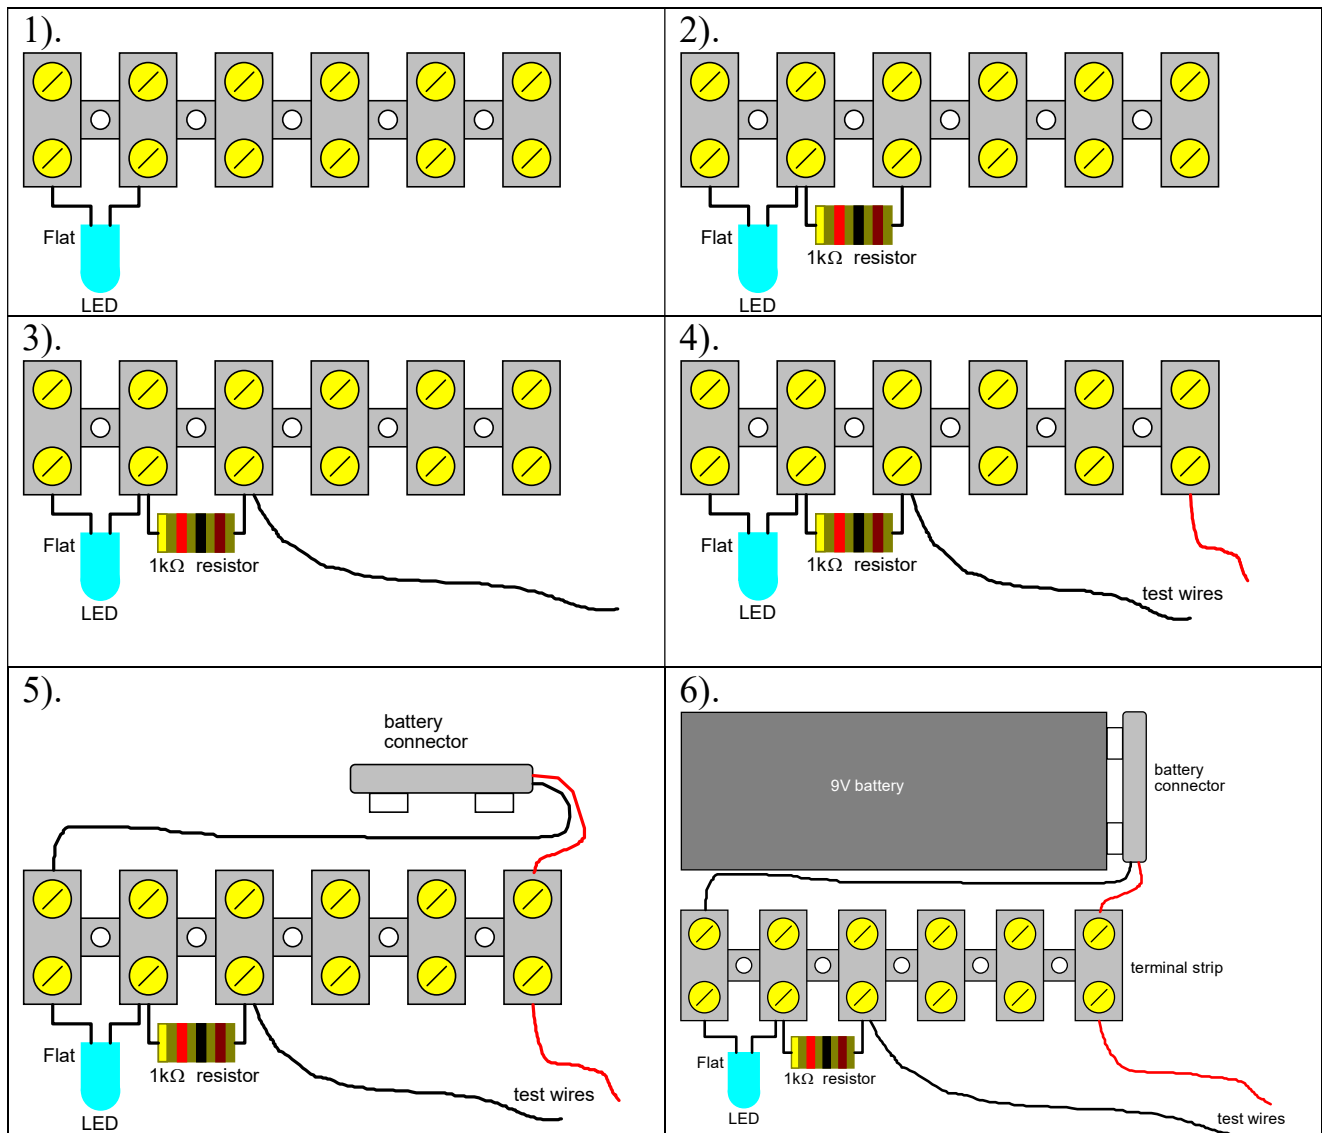 1).
Flat
LED
2).
Flat
1kΩ resistor
LED
3).
Flat
1kΩ resistor
LED
4).
Flat
1kΩ resistor
test wires
LED
5).
battery
connector
Flat
1kΩ resistor
test wires
LED
6).
9V battery
battery
connector
terminal strip
Flat
1kΩ resistor
LED
test wires